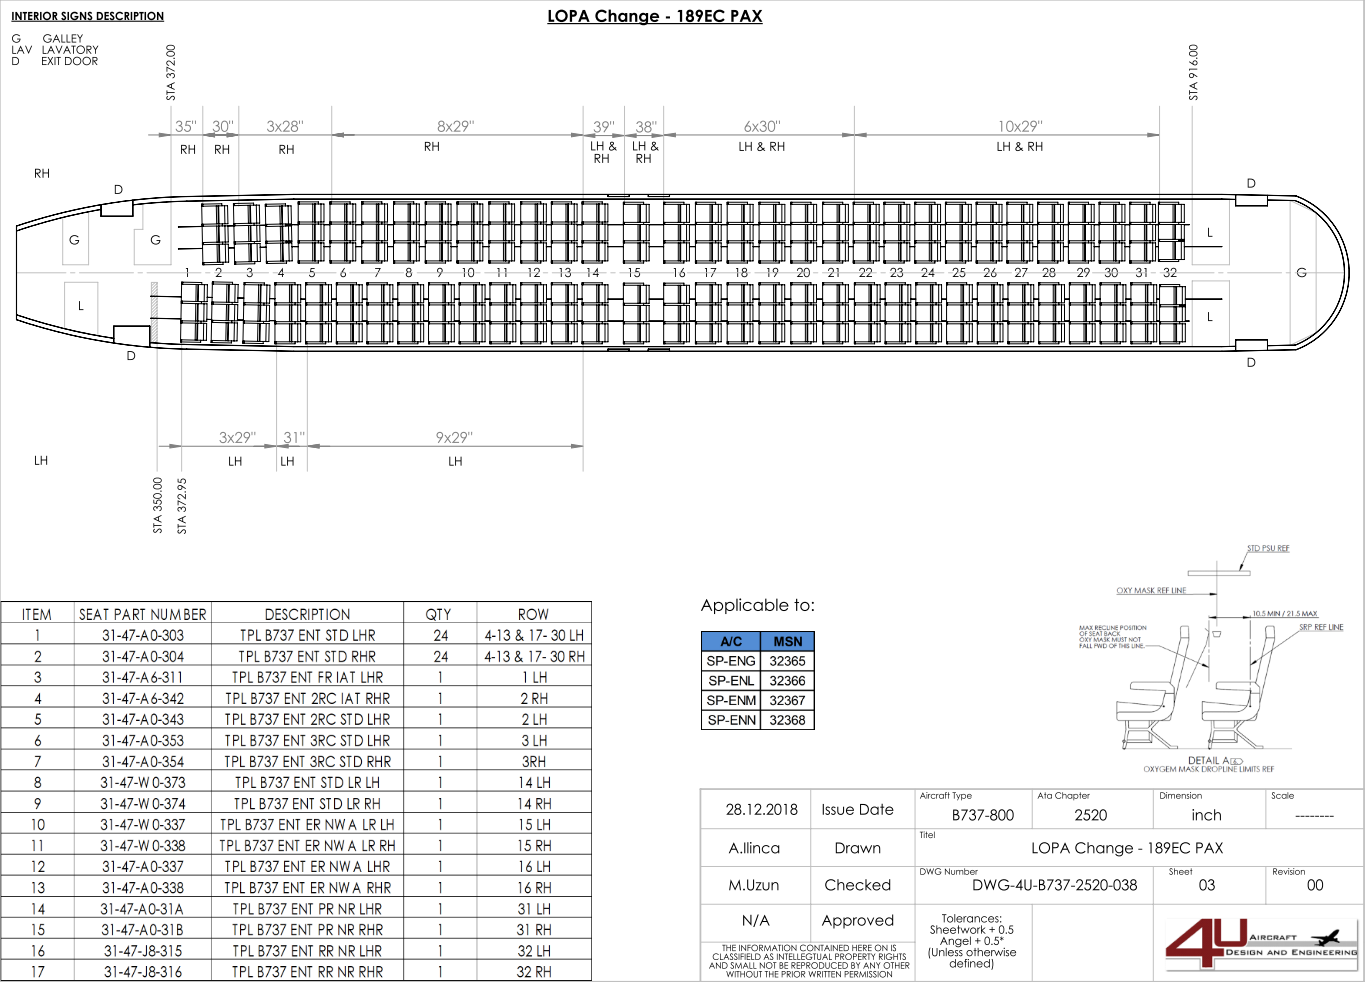 INTERIOR SIGNS DESCRIPTION
G GALLEY
LAV LAVATORY
D EXIT DOOR
LOPA Change - 189EC PAX
STA 372.00
STA 916.00
35" 30" 3x28" 8x29" 39" 38" 6x30" 10x29"
RH RH RH RH LH & RH LH & RH LH & RH LH & RH
RH
D D
G G L
1 2 3 4 5 6 7 8 9 10 11 12 13 14 15 16 17 18 19 20 21 22 23 24 25 26 27 28 29 30 31 32 G
L L
D D
3x29" 31" 9x29"
LH LH LH LH
STA 350.00
STA 372.95
ITEM SEAT PART NUMBER DESCRIPTION QTY ROW
1 31-47-A0-303 TPL B737 ENT STD LHR 24 4-13 & 17- 30 LH
2 31-47-A0-304 TPL B737 ENT STD RHR 24 4-13 & 17- 30 RH
3 31-47-A6-311 TPL B737 ENT FR IAT LHR 1 1 LH
4 31-47-A6-342 TPL B737 ENT 2RC IAT RHR 1 2 RH
5 31-47-A0-343 TPL B737 ENT 2RC STD LHR 1 2 LH
6 31-47-A0-353 TPL B737 ENT 3RC STD LHR 1 3 LH
7 31-47-A0-354 TPL B737 ENT 3RC STD RHR 1 3RH
8 31-47-W0-373 TPL B737 ENT STD LR LH 1 14 LH
9 31-47-W0-374 TPL B737 ENT STD LR RH 1 14 RH
10 31-47-W0-337 TPL B737 ENT ER NWA LR LH 1 15 LH
11 31-47-W0-338 TPL B737 ENT ER NWA LR RH 1 15 RH
12 31-47-A0-337 TPL B737 ENT ER NWA LHR 1 16 LH
13 31-47-A0-338 TPL B737 ENT ER NWA RHR 1 16 RH
14 31-47-A0-31A TPL B737 ENT PR NR LHR 1 31 LH
15 31-47-A0-31B TPL B737 ENT PR NR RHR 1 31 RH
16 31-47-J8-315 TPL B737 ENT RR NR LHR 1 32 LH
17 31-47-J8-316 TPL B737 ENT RR NR RHR 1 32 RH
Applicable to:
A/C MSN
SP-ENG 32365
SP-ENL 32366
SP-ENM 32367
SP-ENN 32368
STD PSU REF
OXY MASK REF LINE
10.5 MIN / 21.5 MAX
SRP REF LINE
MAX RECLINE POSITION
OF SEAT BACK
OXY MASK MUST NOT
FALL FWD OF THIS LINE.
DETAIL A
OXYGEM MASK DROPLINE LIMITS REF
28.12.2018 Issue Date
Aircraft Type B737-800
Ata Chapter 2520
Dimension inch
Scale --------
A.Ilinca Drawn
Titel LOPA Change - 189EC PAX
M.Uzun Checked
DWG Number DWG-4U-B737-2520-038
Sheet 03
Revision 00
N/A Approved
Tolerances:
Sheetwork + 0.5
Angel + 0.5*
(Unless otherwise
defined)
THE INFORMATION CONTAINED HERE ON IS
CLASSIFIELD AS INTELLEGTUAL PROPERTY RIGHTS
AND SMALL NOT BE REPRODUCED BY ANY OTHER
WITHOUT THE PRIOR WRITTEN PERMISSION
4U AIRCRAFT
DESIGN AND ENGINEERING